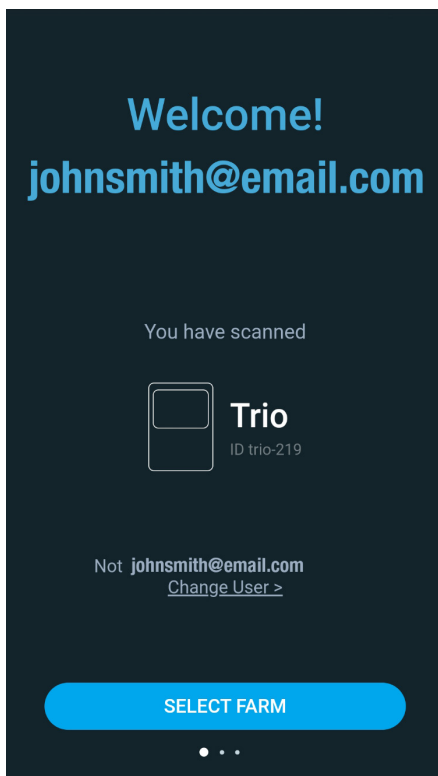 Welcome!
johnsmith@email.com
You have scanned
Trio
ID trio-219
Not johnsmith@email.com
Change User >
SELECT FARM